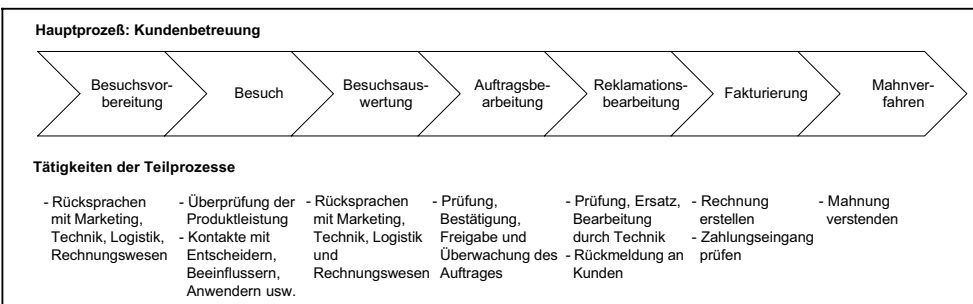 Hauptprozeß: Kundenbetreuung
Besuchsvor-
bereitung
Besuch
Besuchsaus-
wertung
Auftragsbe-
arbeitung
Reklamations-
bearbeitung
Fakturierung
Mahnver-
fahren
Tätigkeiten der Teilprozesse
- Rücksprachen
mit Marketing,
Technik, Logistik,
Rechnungswesen
- Überprüfung der
Produktleistung
- Kontakte mit
Entscheidern,
Beeinflussern,
Anwendern usw.
- Rücksprachen
mit Marketing,
Technik, Logistik
und
Rechnungswesen
- Prüfung,
Bestätigung,
Freigabe und
Überwachung des
Auftrages
- Prüfung, Ersatz,
Bearbeitung
durch Technik
- Rückmeldung an
Kunden
- Rechnung
erstellen
- Zahlungseingang
prüfen
- Mahnung
verstenden